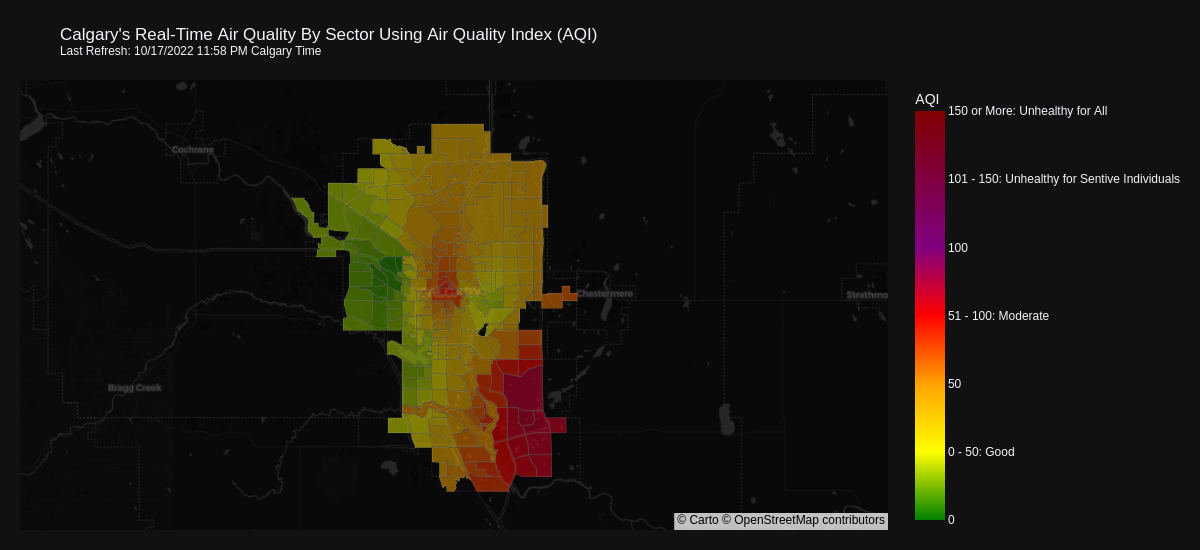 Calgary's Real-Time Air Quality By Sector Using Air Quality Index (AQI)
Last Refresh: 10/17/2022 11:58 PM Calgary Time
AQI
150 or More: Unhealthy for All
Cochrane
101 - 150: Unhealthy for Sentive Individuals
100
Chestermere
Strathmo
51 - 100: Moderate
50
Bragg Creek
0 - 50: Good
0
© Carto © OpenStreetMap contributors